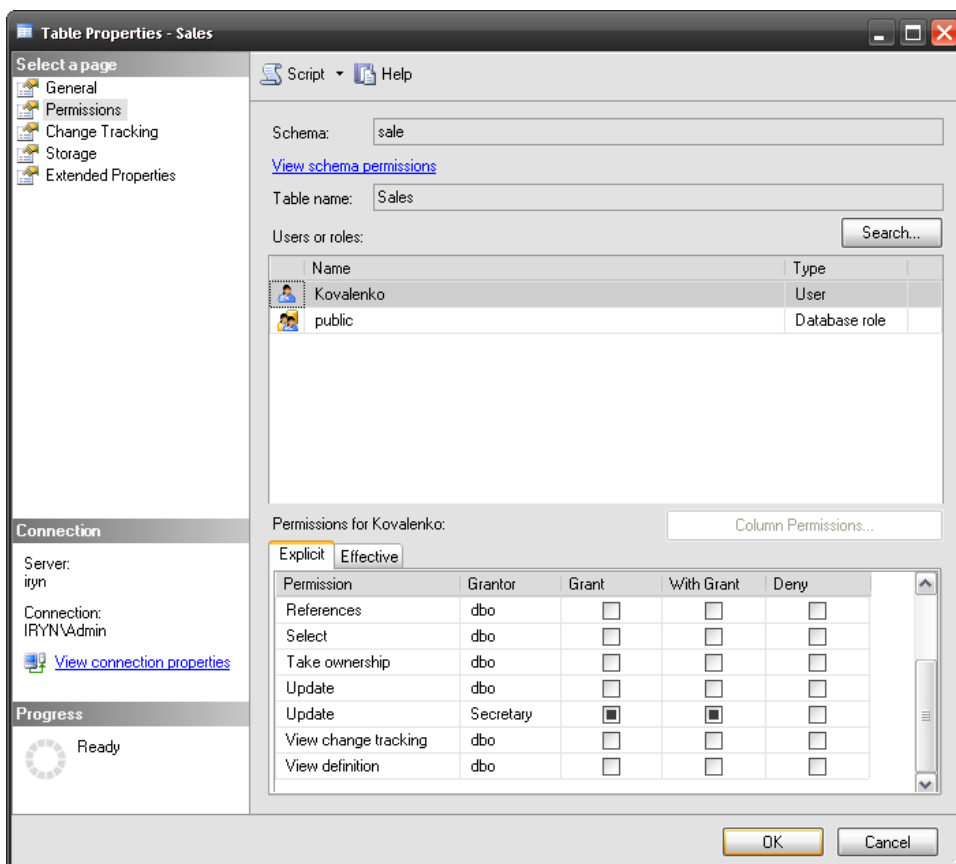 Table Properties - Sales
Select a page
General
Permissions
Change Tracking
Storage
Extended Properties
Script Help
Schema: sale
View schema permissions
Table name: Sales
Users or roles: Search...
Name Type
Kovalenko User
public Database role
Permissions for Kovalenko: Column Permissions...
Explicit Effective
Permission Grantor Grant With Grant Deny
References dbo
Select dbo
Take ownership dbo
Update dbo
Update Secretary
View change tracking dbo
View definition dbo
Connection
Server:
iryn
Connection:
IRYN\Admin
View connection properties
Progress
Ready
OK Cancel